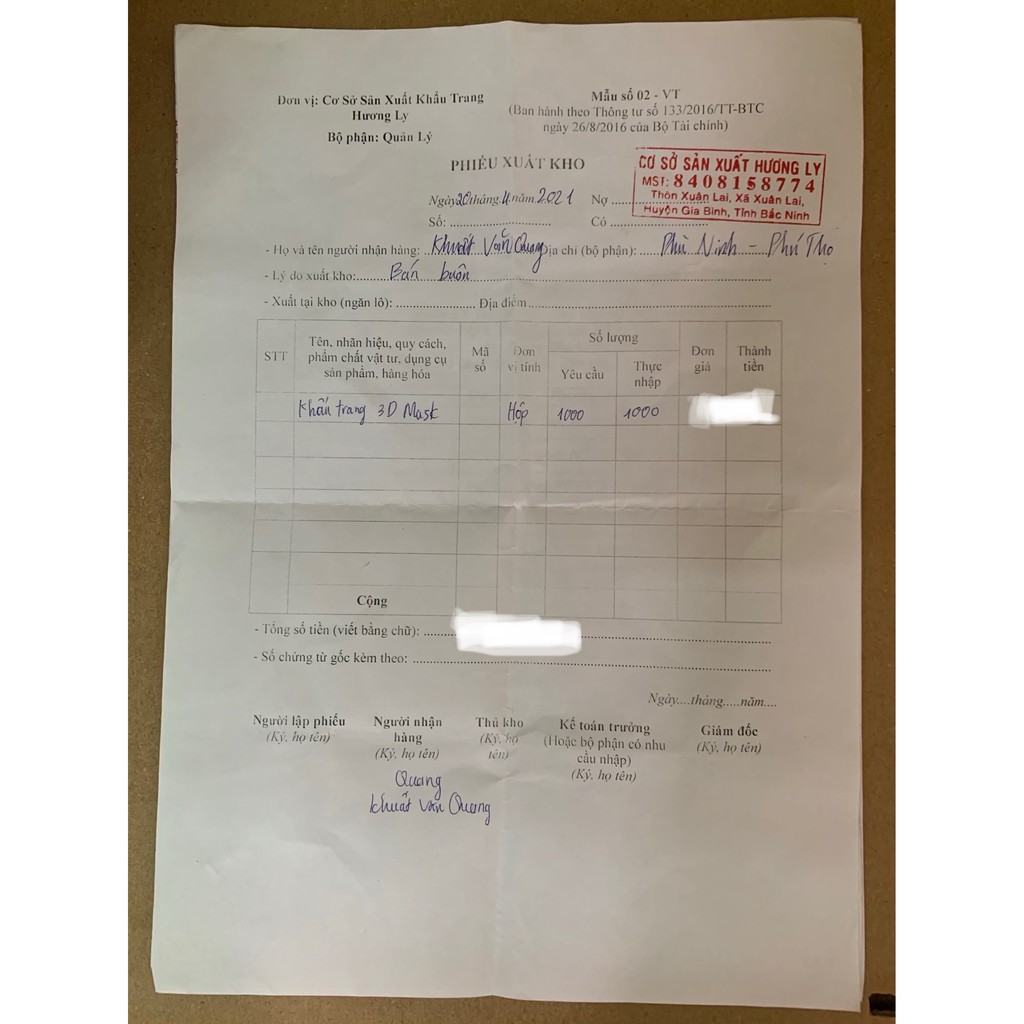 Đơn vị: Cơ Sở Sản Xuất Khẩu Trang
Hương Ly
Bộ phận: Quản Lý
Mẫu số 02 - VT
(Ban hành theo Thông tư số 133/2016/TT-BTC
ngày 26/8/2016 của Bộ Tài chính)
PHIẾU XUẤT KHO
CƠ SỞ SẢN XUẤT HƯƠNG LY
MST: 8408158774
Thôn Xuân Lai, Xã Xuân Lai,
Huyện Gia Bình, Tỉnh Bắc Ninh
Ngày 20 tháng 4 năm 2021 Nợ ........................
Số: ........................ Có ........................
- Họ và tên người nhận hàng: Khuất Văn Quang Địa chỉ (bộ phận): Phù Ninh - Phú Thọ
- Lý do xuất kho: Bán buôn
- Xuất tại kho (ngăn lô): .................... Địa điểm ....................
STT
Tên, nhãn hiệu, quy cách,
phẩm chất vật tư, dụng cụ
sản phẩm, hàng hóa
Mã
số
Đơn
vị tính
Số lượng
Yêu cầu
Thực
nhập
Đơn
giá
Thành
tiền
Khẩu trang 3D Mask Hộp 1000 1000
Cộng
- Tổng số tiền (viết bằng chữ): ....................
- Số chứng từ gốc kèm theo: ....................
Ngày....tháng.....năm....
Người lập phiếu
(Ký, họ tên)
Người nhận
hàng
(Ký, họ tên)
Thủ kho
(Ký, họ
tên)
Kế toán trưởng
(Hoặc bộ phận có nhu
cầu nhập)
(Ký, họ tên)
Giám đốc
(Ký, họ tên)
Quang
Khuất Văn Quang